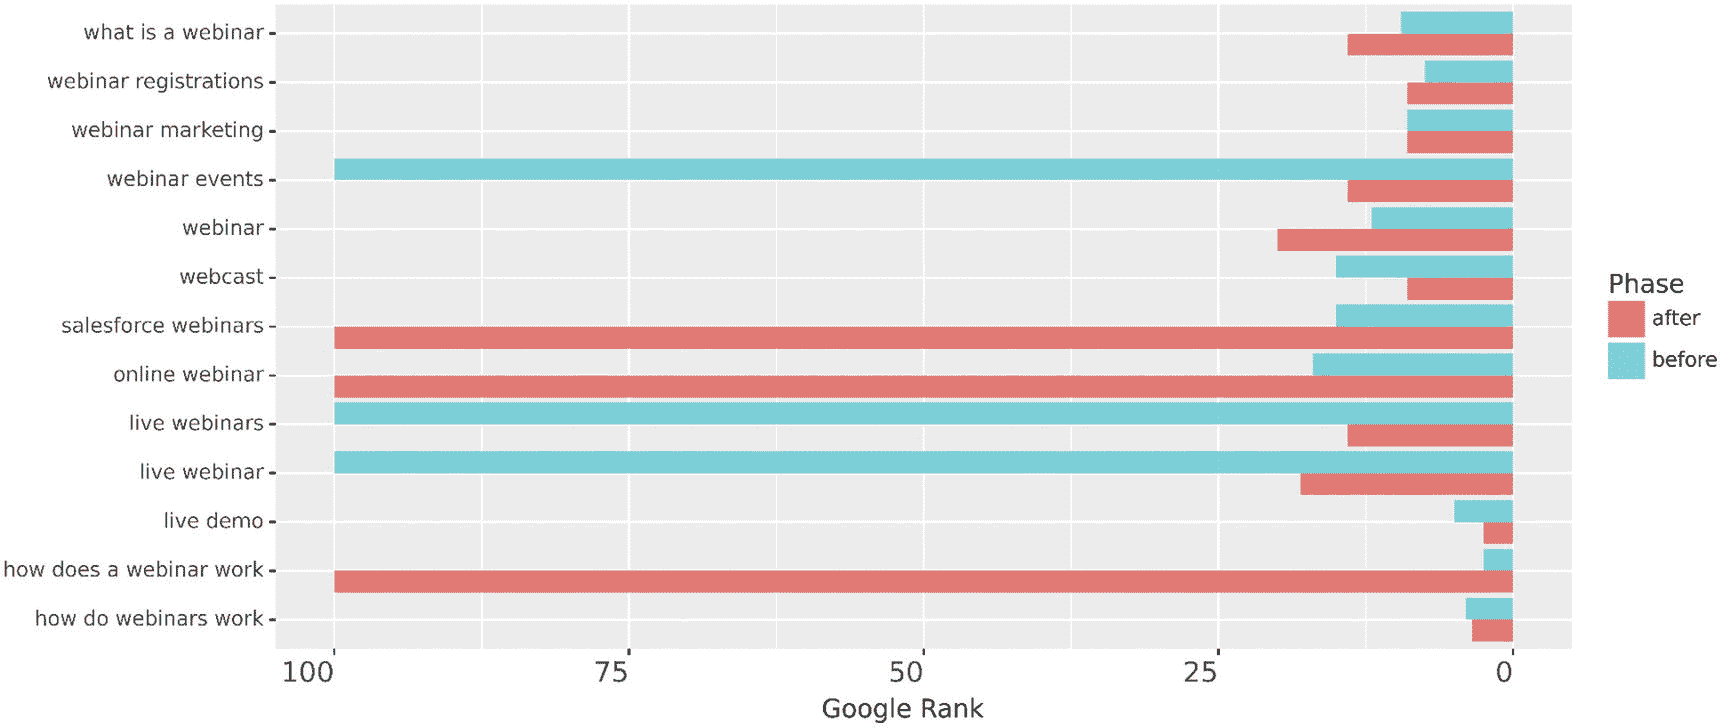 what is a webinar
webinar registrations
webinar marketing
webinar events
webinar
webcast
salesforce webinars
online webinar
live webinars
live webinar
live demo
how does a webinar work
how do webinars work
100 75 50 25 0
Google Rank
Phase
after
before